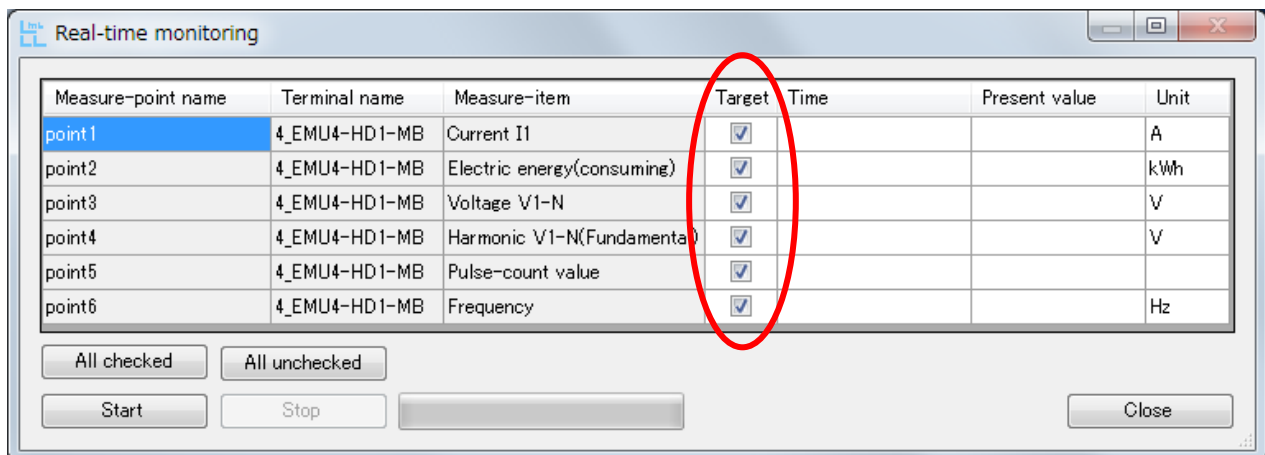 Real-time monitoring
Measure-point name Terminal name Measure-item Target Time Present value Unit
point1 4_EMU4-HD1-MB Current I1 A
point2 4_EMU4-HD1-MB Electric energy(consuming) kWh
point3 4_EMU4-HD1-MB Voltage V1-N V
point4 4_EMU4-HD1-MB Harmonic V1-N(Fundamental) V
point5 4_EMU4-HD1-MB Pulse-count value
point6 4_EMU4-HD1-MB Frequency Hz
All checked All unchecked
Start Stop Close